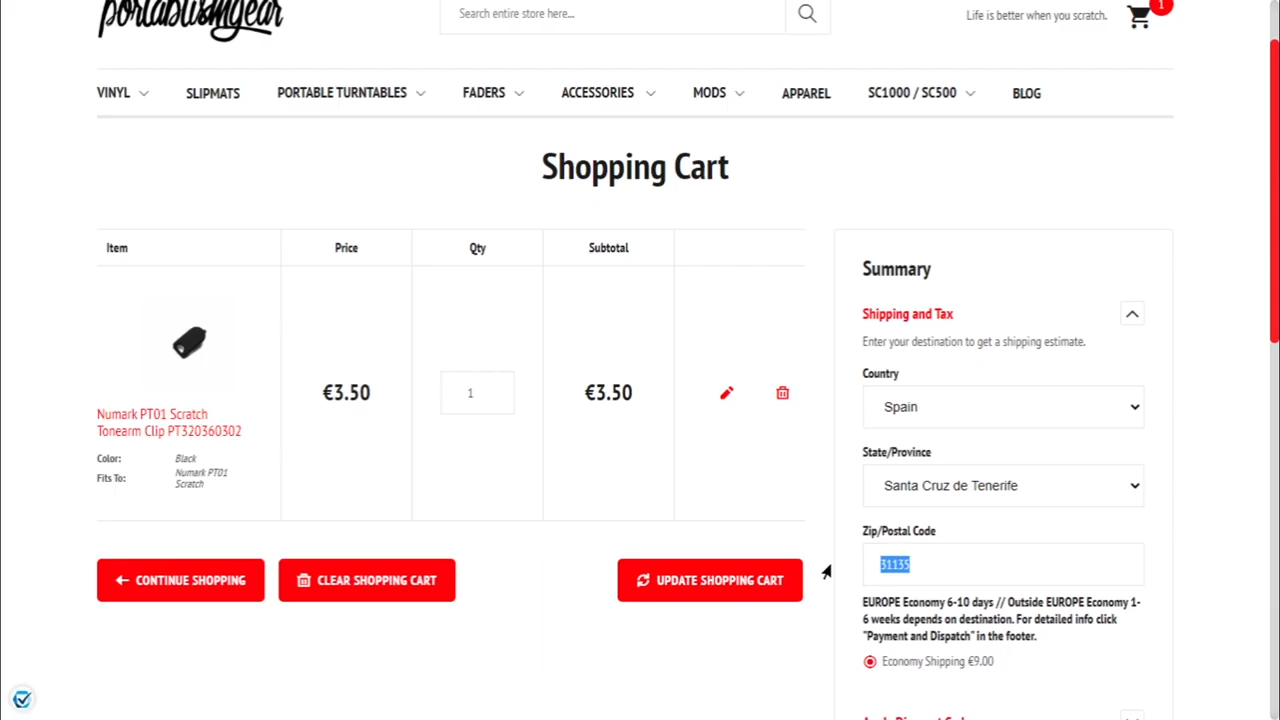 portablismgear
Search entire store here...
Life is better when you scratch.
1
VINYL
SLIPMATS
PORTABLE TURNTABLES
FADERS
ACCESSORIES
MODS
APPAREL
SC1000 / SC500
BLOG
Shopping Cart
Item
Price
Qty
Subtotal
Numark PT01 Scratch
Tonearm Clip PT320360302
Color:
Black
Fits To:
Numark PT01
Scratch
€3.50
1
€3.50
CONTINUE SHOPPING
CLEAR SHOPPING CART
UPDATE SHOPPING CART
Summary
Shipping and Tax
Enter your destination to get a shipping estimate.
Country
Spain
State/Province
Santa Cruz de Tenerife
Zip/Postal Code
31135
EUROPE Economy 6-10 days // Outside EUROPE Economy 1-
6 weeks depends on destination. For detailed info click
"Payment and Dispatch" in the footer.
Economy Shipping €9.00